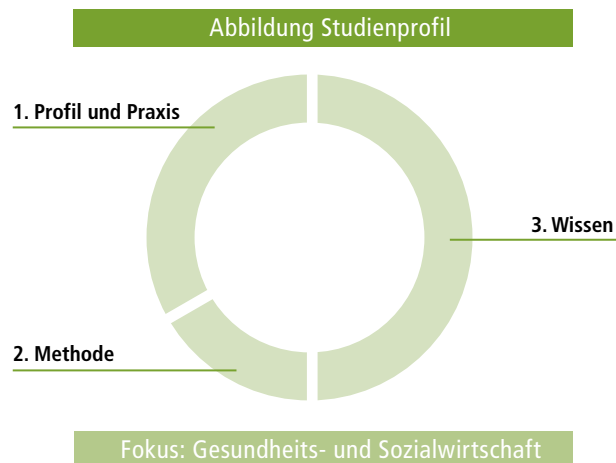 Abbildung Studienprofil
1. Profil und Praxis
3. Wissen
2. Methode
Fokus: Gesundheits- und Sozialwirtschaft